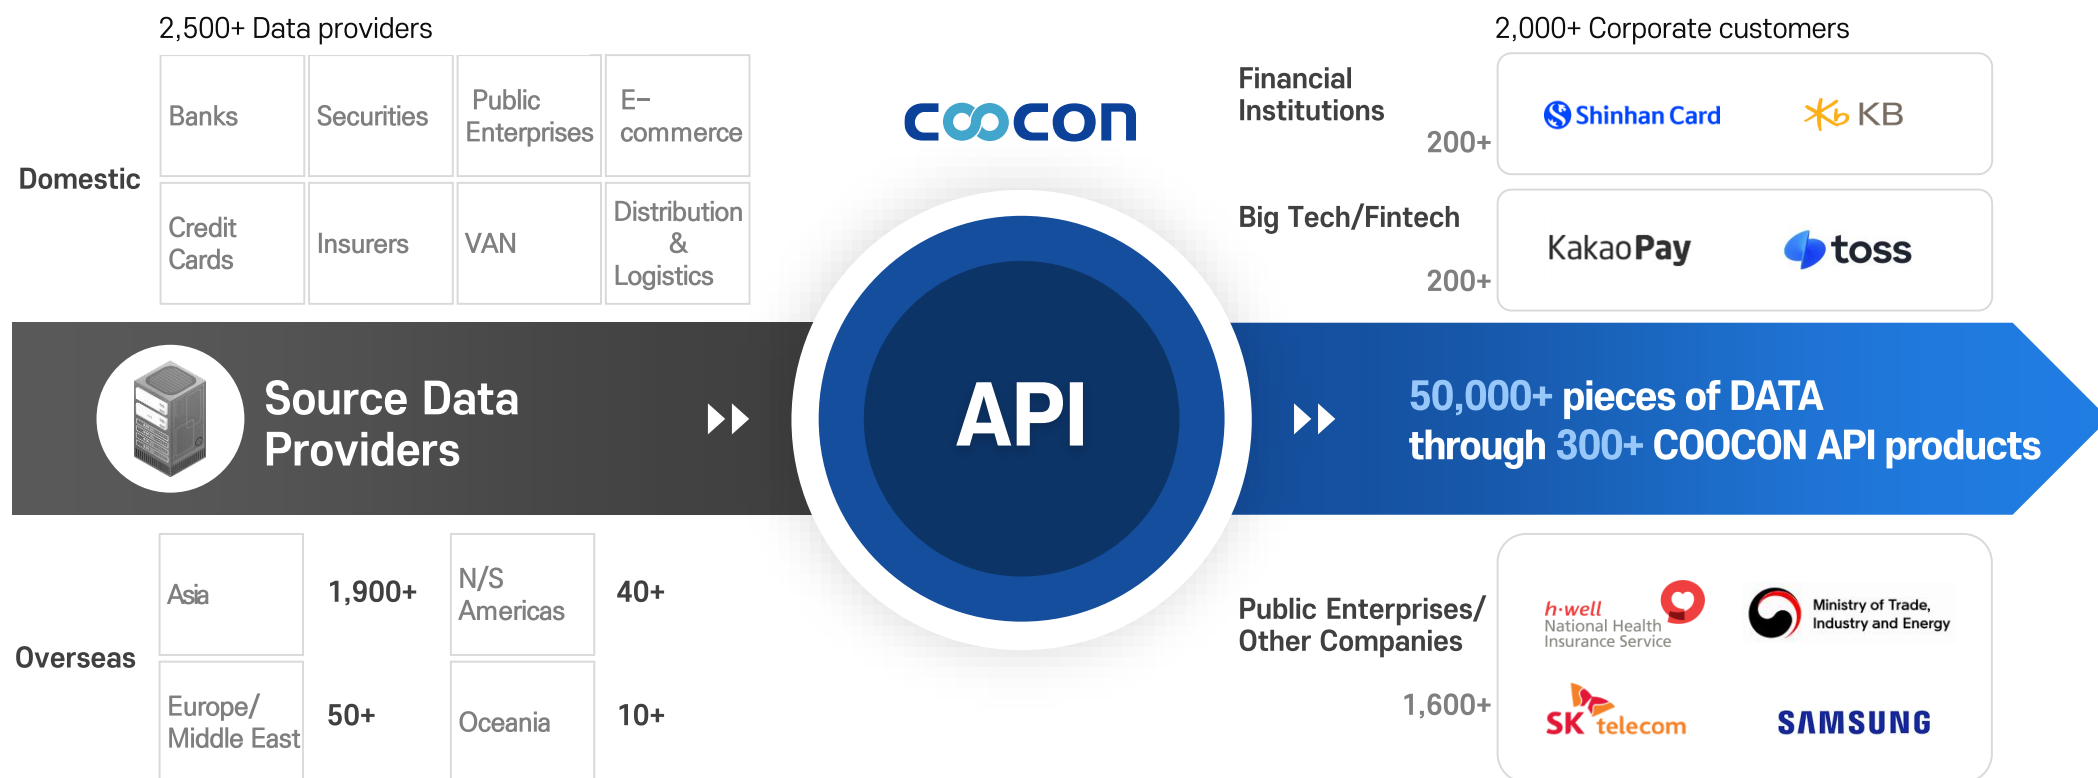 2,500+ Data providers
Domestic
Banks
Securities
Public
Enterprises
E-
commerce
Credit
Cards
Insurers
VAN
Distribution
&
Logistics
Source Data
Providers
Overseas
Asia
1,900+
N/S
Americas
40+
Europe/
Middle East
50+
Oceania
10+
coocon
API
2,000+ Corporate customers
Financial
Institutions
200+
Shinhan Card
Kb KB
Big Tech/Fintech
200+
KakaoPay
toss
50,000+ pieces of DATA
through 300+ COOCON API products
Public Enterprises/
Other Companies
1,600+
h·well
National Health
Insurance Service
Ministry of Trade,
Industry and Energy
SK telecom
SAMSUNG